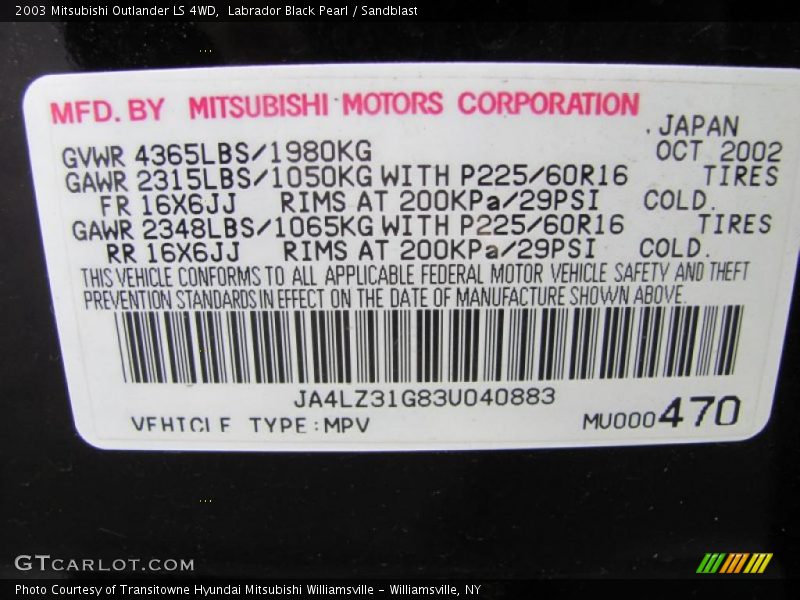 2003 Mitsubishi Outlander LS 4WD, Labrador Black Pearl / Sandblast
MFD. BY MITSUBISHI MOTORS CORPORATION
JAPAN
GVWR 4365LBS/1980KG OCT 2002
GAWR 2315LBS/1050KG WITH P225/60R16 TIRES
FR 16X6JJ RIMS AT 200KPa/29PSI COLD.
GAWR 2348LBS/1065KG WITH P225/60R16 TIRES
RR 16X6JJ RIMS AT 200KPa/29PSI COLD.
THIS VEHICLE CONFORMS TO ALL APPLICABLE FEDERAL MOTOR VEHICLE SAFETY AND THEFT
PREVENTION STANDARDS IN EFFECT ON THE DATE OF MANUFACTURE SHOWN ABOVE.
JA4LZ31G83U040883
VEHICLE TYPE:MPV MU000470
GTCARLOT.COM
Photo Courtesy of Transitowne Hyundai Mitsubishi Williamsville - Williamsville, NY